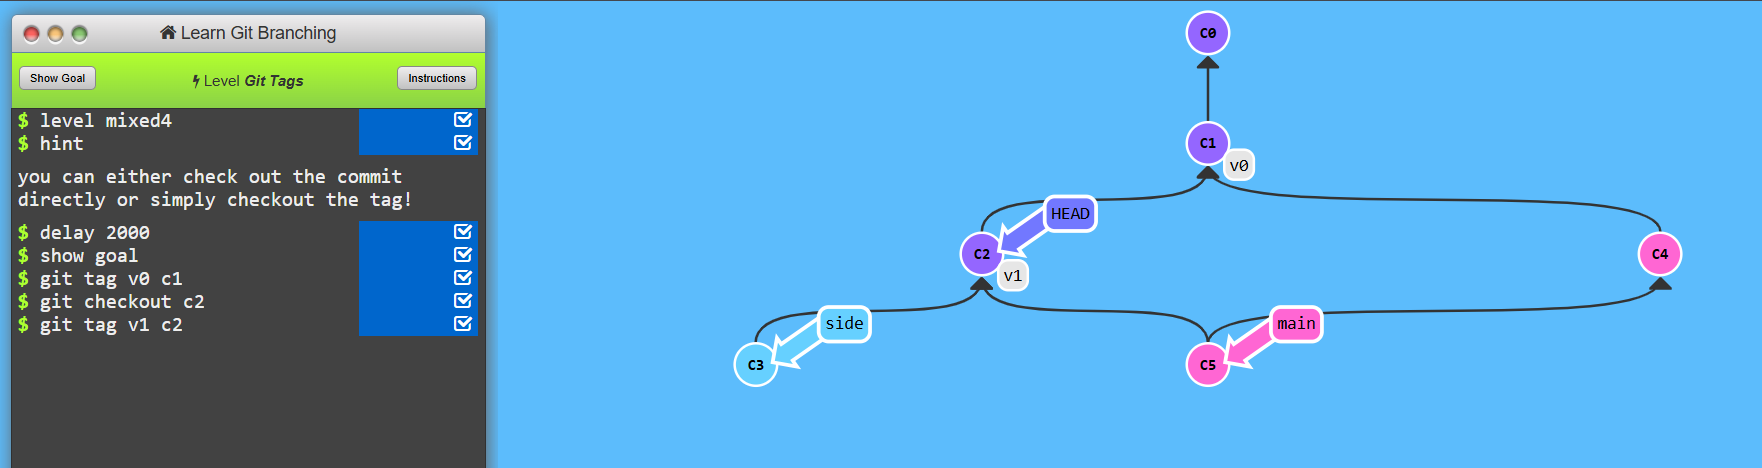 Learn Git Branching
Show Goal
Level Git Tags
Instructions
$ level mixed4
$ hint
you can either check out the commit
directly or simply checkout the tag!
$ delay 2000
$ show goal
$ git tag v0 c1
$ git checkout c2
$ git tag v1 c2
C0
C1
v0
HEAD
C2
v1
C4
side
main
C3
C5